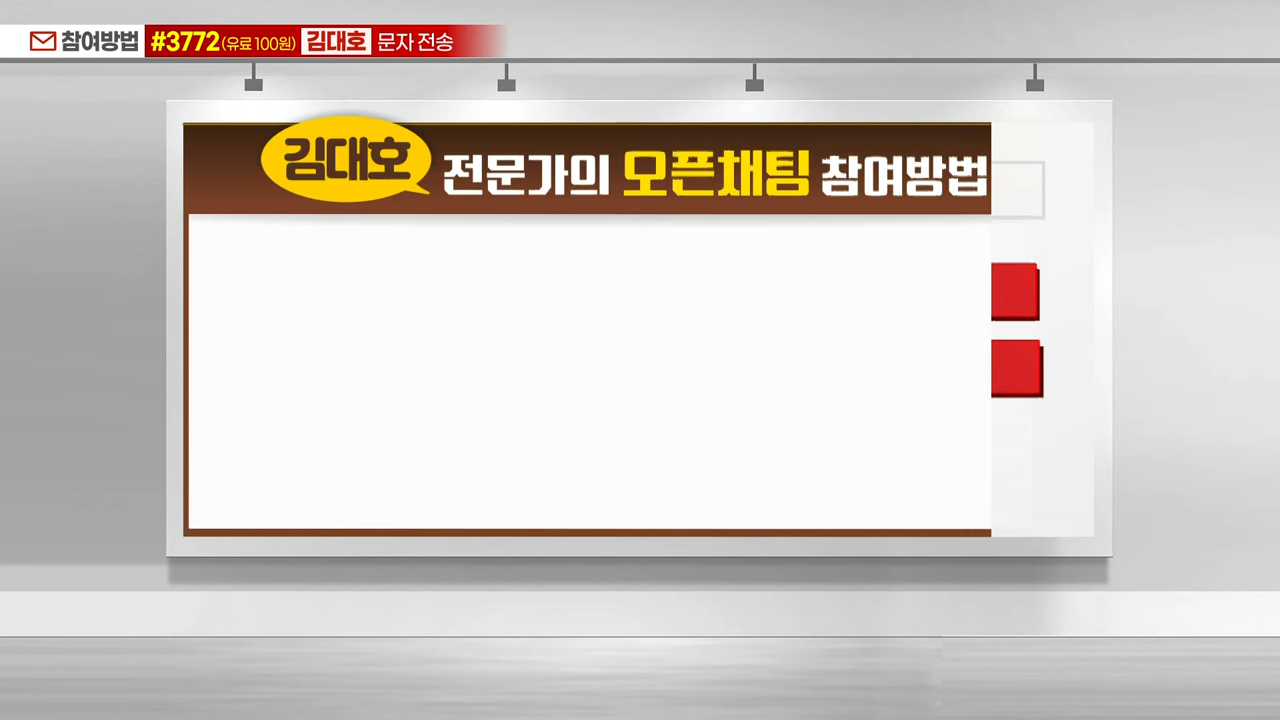 참여방법 #3772(유료100원) 김대호 문자 전송
김대호 전문가의 오픈채팅 참여방법